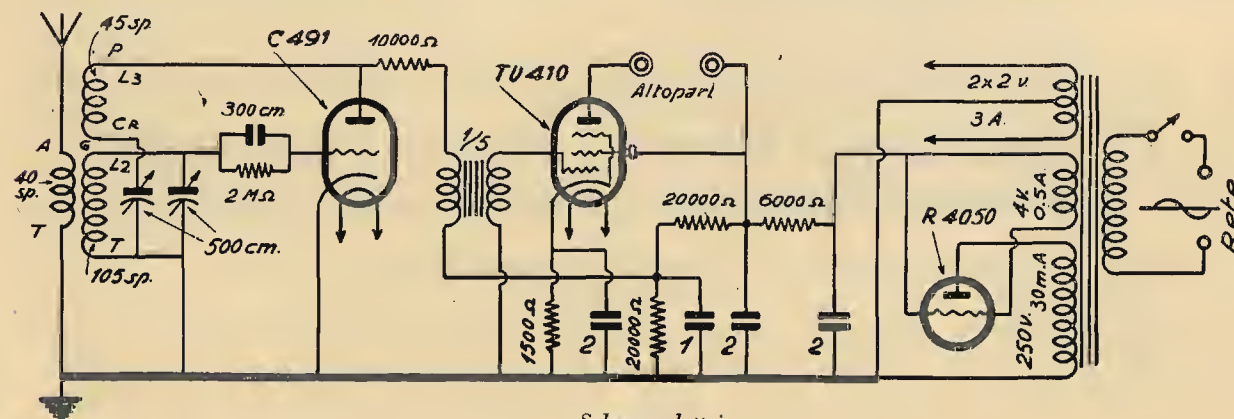 45 sp.
P
L3
CR
A
G
L2
40 sp.
T
T
105 sp.
300 cm
2 MΩ
500 cm.
C 491
10000 Ω
1/5
TU 410
Altoparl
20000 Ω
6000 Ω
1500 Ω
2
20000 Ω
1
2
2
2x2 v.
3 A.
4 V.
0.5 A.
R 4050
250 V.
30 m.A
Rete